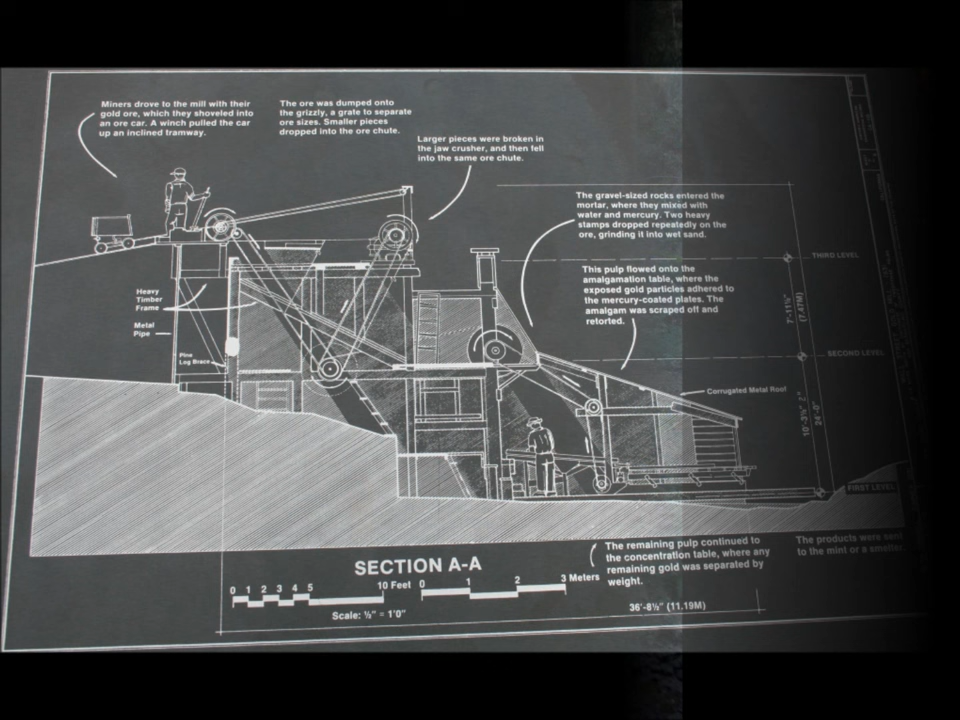 Miners drove to the mill with their
gold ore, which they shoveled into
an ore car. A winch pulled the car
up an inclined tramway.
The ore was dumped onto
the grizzly, a grate to separate
ore sizes. Smaller pieces
dropped into the ore chute.
Larger pieces were broken in
the jaw crusher, and then fell
into the same ore chute.
The gravel-sized rocks entered the
mortar, where they mixed with
water and mercury. Two heavy
stamps dropped repeatedly on the
ore, grinding it into wet sand.
This pulp flowed onto the
amalgamation table, where the
exposed gold particles adhered to
the mercury-coated plates. The
amalgam was scraped off and
retorted.
THIRD LEVEL
Heavy
Timber
Frame
Metal
Pipe
Pine
Log Brace
(7.47M)
SECOND LEVEL
Corrugated Metal Roof
24'-0"
FIRST LEVEL
The remaining pulp continued to
the concentration table, where any
remaining gold was separated by
weight.
The products were sent
to the mint or a smelter.
SECTION A-A
0 1 2 3 4 5 10 Feet
0 1 2 3 Meters
Scale: ½" = 1'0"
36'-8½" (11.19M)